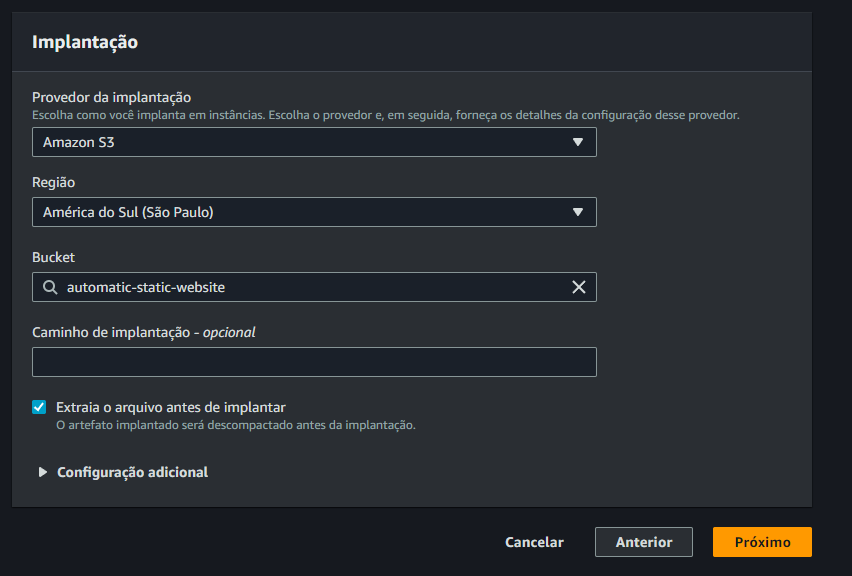 Implantação
Provedor da implantação
Escolha como você implanta em instâncias. Escolha o provedor e, em seguida, forneça os detalhes da configuração desse provedor.
Amazon S3
Região
América do Sul (São Paulo)
Bucket
automatic-static-website
Caminho de implantação - opcional
Extraia o arquivo antes de implantar
O artefato implantado será descompactado antes da implantação.
Configuração adicional
Cancelar
Anterior
Próximo